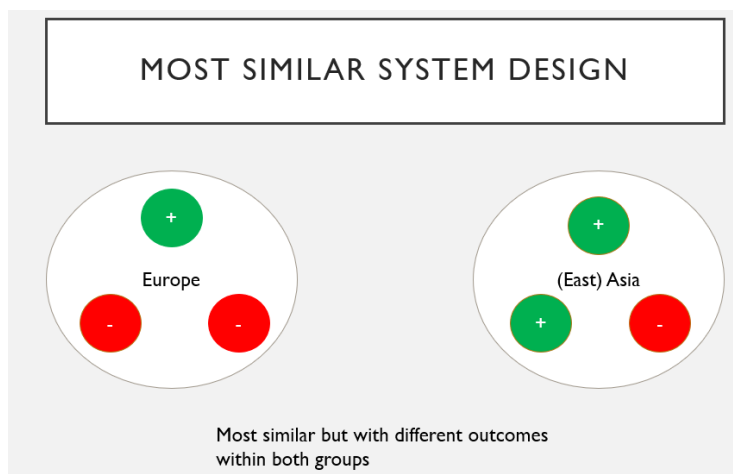 MOST SIMILAR SYSTEM DESIGN
+
Europe
-
-
+
(East) Asia
+
-
Most similar but with different outcomes
within both groups